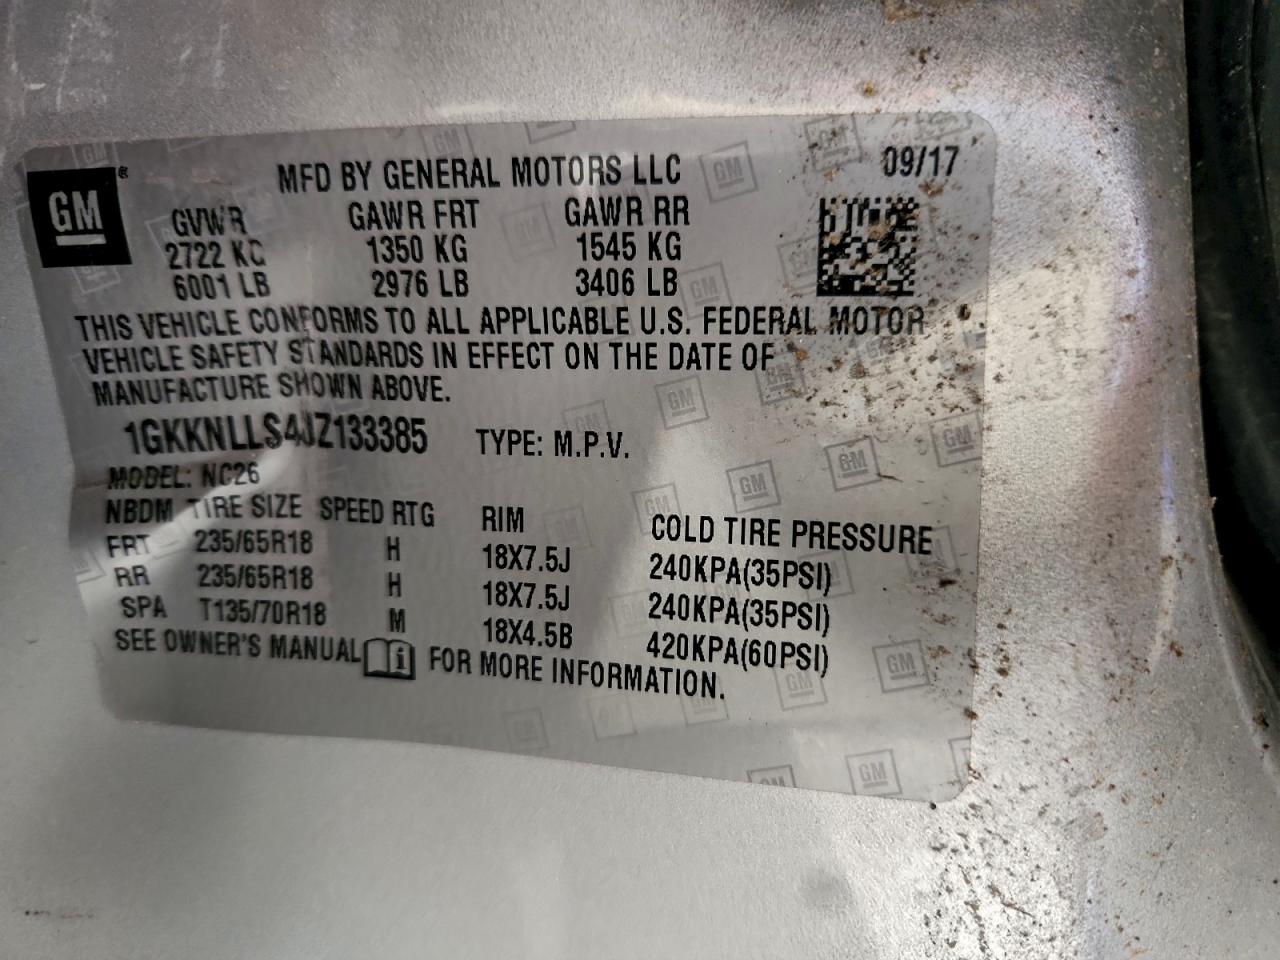 GM ®
MFD BY GENERAL MOTORS LLC 09/17
GVWR GAWR FRT GAWR RR
2722 KG 1350 KG 1545 KG
6001 LB 2976 LB 3406 LB
THIS VEHICLE CONFORMS TO ALL APPLICABLE U.S. FEDERAL MOTOR
VEHICLE SAFETY STANDARDS IN EFFECT ON THE DATE OF
MANUFACTURE SHOWN ABOVE.
1GKKNLLS4JZ133385 TYPE: M.P.V.
MODEL: NC26
NBDM TIRE SIZE SPEED RTG RIM COLD TIRE PRESSURE
FRT 235/65R18 H 18X7.5J 240KPA(35PSI)
RR 235/65R18 H 18X7.5J 240KPA(35PSI)
SPA T135/70R18 M 18X4.5B 420KPA(60PSI)
SEE OWNER'S MANUAL i FOR MORE INFORMATION.